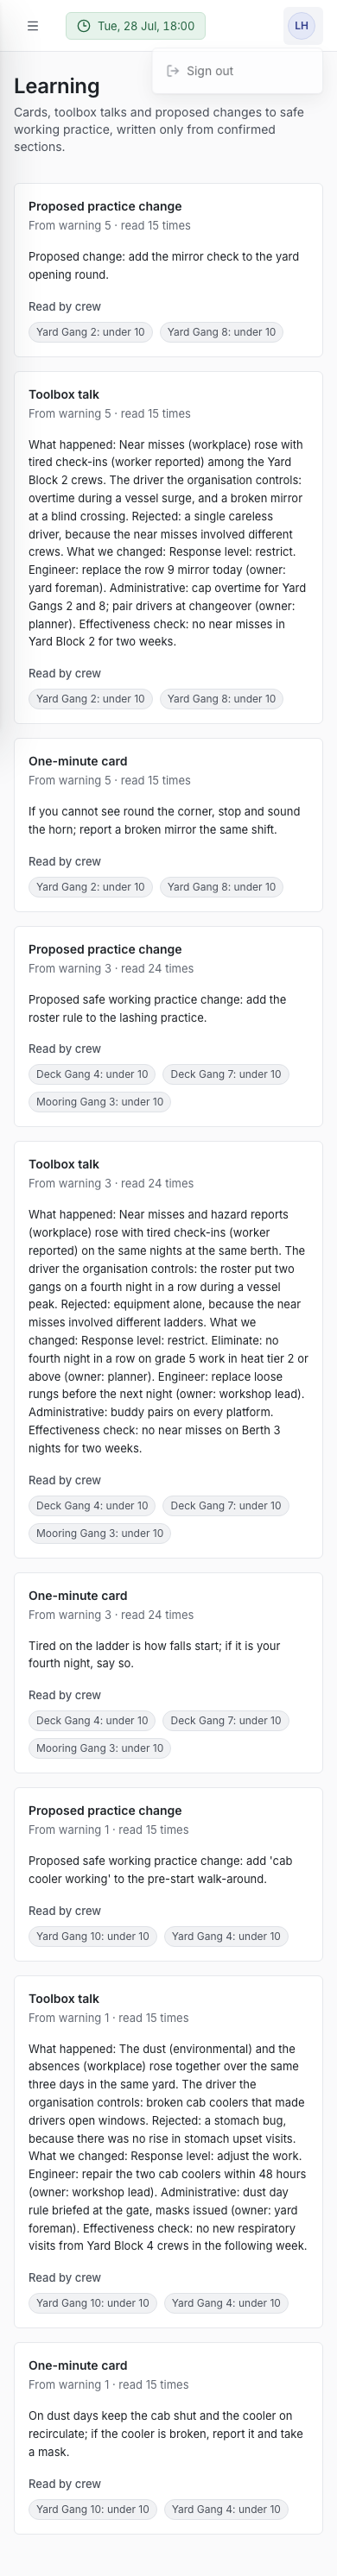 Tue, 28 Jul, 18:00
LH
Sign out
Learning
Cards, toolbox talks and proposed changes to safe
working practice, written only from confirmed
sections.
Proposed practice change
From warning 5 · read 15 times
Proposed change: add the mirror check to the yard
opening round.
Read by crew
Yard Gang 2: under 10 Yard Gang 8: under 10
Toolbox talk
From warning 5 · read 15 times
What happened: Near misses (workplace) rose with
tired check-ins (worker reported) among the Yard
Block 2 crews. The driver the organisation controls:
overtime during a vessel surge, and a broken mirror
at a blind crossing. Rejected: a single careless
driver, because the near misses involved different
crews. What we changed: Response level: restrict.
Engineer: replace the row 9 mirror today (owner:
yard foreman). Administrative: cap overtime for Yard
Gangs 2 and 8; pair drivers at changeover (owner:
planner). Effectiveness check: no near misses in
Yard Block 2 for two weeks.
Read by crew
Yard Gang 2: under 10 Yard Gang 8: under 10
One-minute card
From warning 5 · read 15 times
If you cannot see round the corner, stop and sound
the horn; report a broken mirror the same shift.
Read by crew
Yard Gang 2: under 10 Yard Gang 8: under 10
Proposed practice change
From warning 3 · read 24 times
Proposed safe working practice change: add the
roster rule to the lashing practice.
Read by crew
Deck Gang 4: under 10 Deck Gang 7: under 10
Mooring Gang 3: under 10
Toolbox talk
From warning 3 · read 24 times
What happened: Near misses and hazard reports
(workplace) rose with tired check-ins (worker
reported) on the same nights at the same berth. The
driver the organisation controls: the roster put two
gangs on a fourth night in a row during a vessel
peak. Rejected: equipment alone, because the near
misses involved different ladders. What we
changed: Response level: restrict. Eliminate: no
fourth night in a row on grade 5 work in heat tier 2 or
above (owner: planner). Engineer: replace loose
rungs before the next night (owner: workshop lead).
Administrative: buddy pairs on every platform.
Effectiveness check: no near misses on Berth 3
nights for two weeks.
Read by crew
Deck Gang 4: under 10 Deck Gang 7: under 10
Mooring Gang 3: under 10
One-minute card
From warning 3 · read 24 times
Tired on the ladder is how falls start; if it is your
fourth night, say so.
Read by crew
Deck Gang 4: under 10 Deck Gang 7: under 10
Mooring Gang 3: under 10
Proposed practice change
From warning 1 · read 15 times
Proposed safe working practice change: add 'cab
cooler working' to the pre-start walk-around.
Read by crew
Yard Gang 10: under 10 Yard Gang 4: under 10
Toolbox talk
From warning 1 · read 15 times
What happened: The dust (environmental) and the
absences (workplace) rose together over the same
three days in the same yard. The driver the
organisation controls: broken cab coolers that made
drivers open windows. Rejected: a stomach bug,
because there was no rise in stomach upset visits.
What we changed: Response level: adjust the work.
Engineer: repair the two cab coolers within 48 hours
(owner: workshop lead). Administrative: dust day
rule briefed at the gate, masks issued (owner: yard
foreman). Effectiveness check: no new respiratory
visits from Yard Block 4 crews in the following week.
Read by crew
Yard Gang 10: under 10 Yard Gang 4: under 10
One-minute card
From warning 1 · read 15 times
On dust days keep the cab shut and the cooler on
recirculate; if the cooler is broken, report it and take
a mask.
Read by crew
Yard Gang 10: under 10 Yard Gang 4: under 10